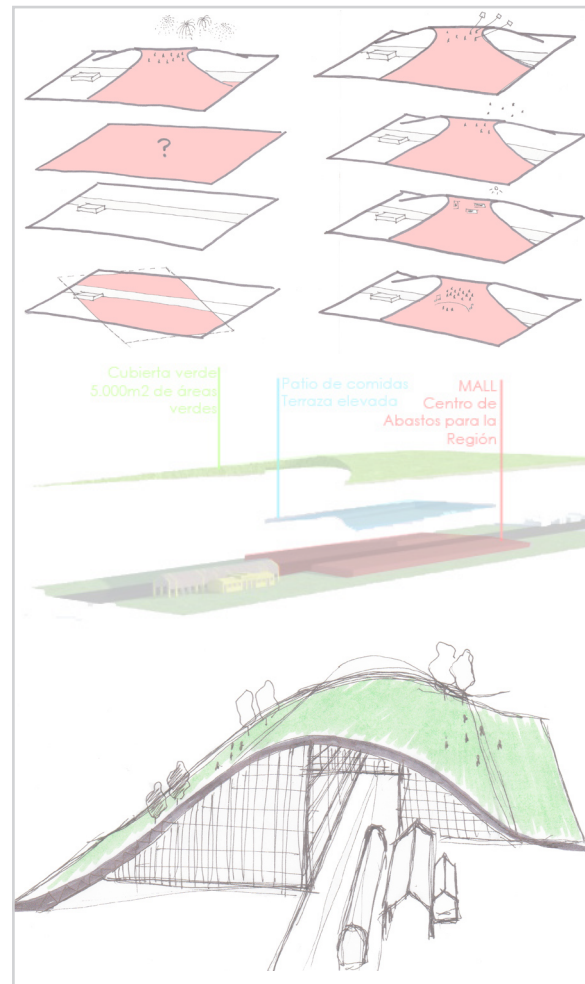 ?
Cubierta verde
5.000m2 de áreas
verdes
Patio de comidas
Terraza elevada
MALL
Centro de
Abastos para la
Región